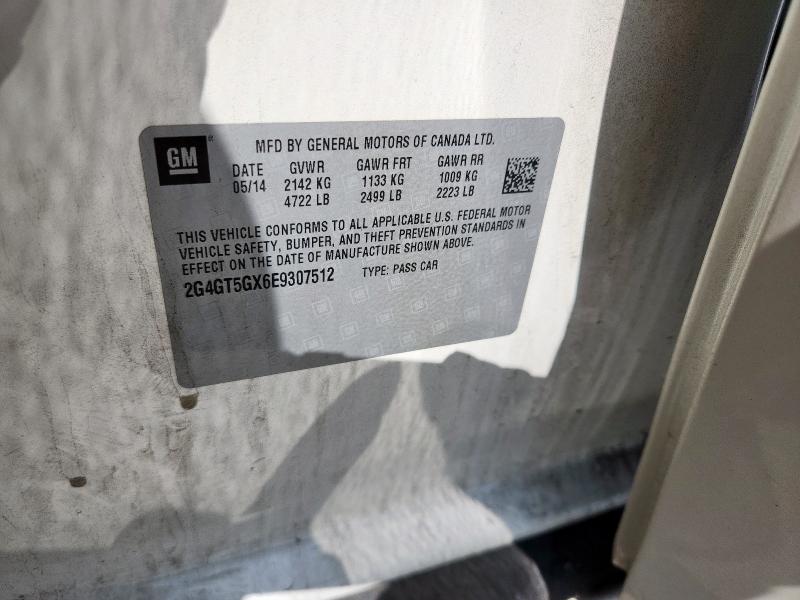 GM
MFD BY GENERAL MOTORS OF CANADA LTD.
DATE GVWR GAWR FRT GAWR RR
05/14 2142 KG 1133 KG 1009 KG
4722 LB 2499 LB 2223 LB
THIS VEHICLE CONFORMS TO ALL APPLICABLE U.S. FEDERAL MOTOR
VEHICLE SAFETY, BUMPER, AND THEFT PREVENTION STANDARDS IN
EFFECT ON THE DATE OF MANUFACTURE SHOWN ABOVE.
2G4GT5GX6E9307512 TYPE: PASS CAR